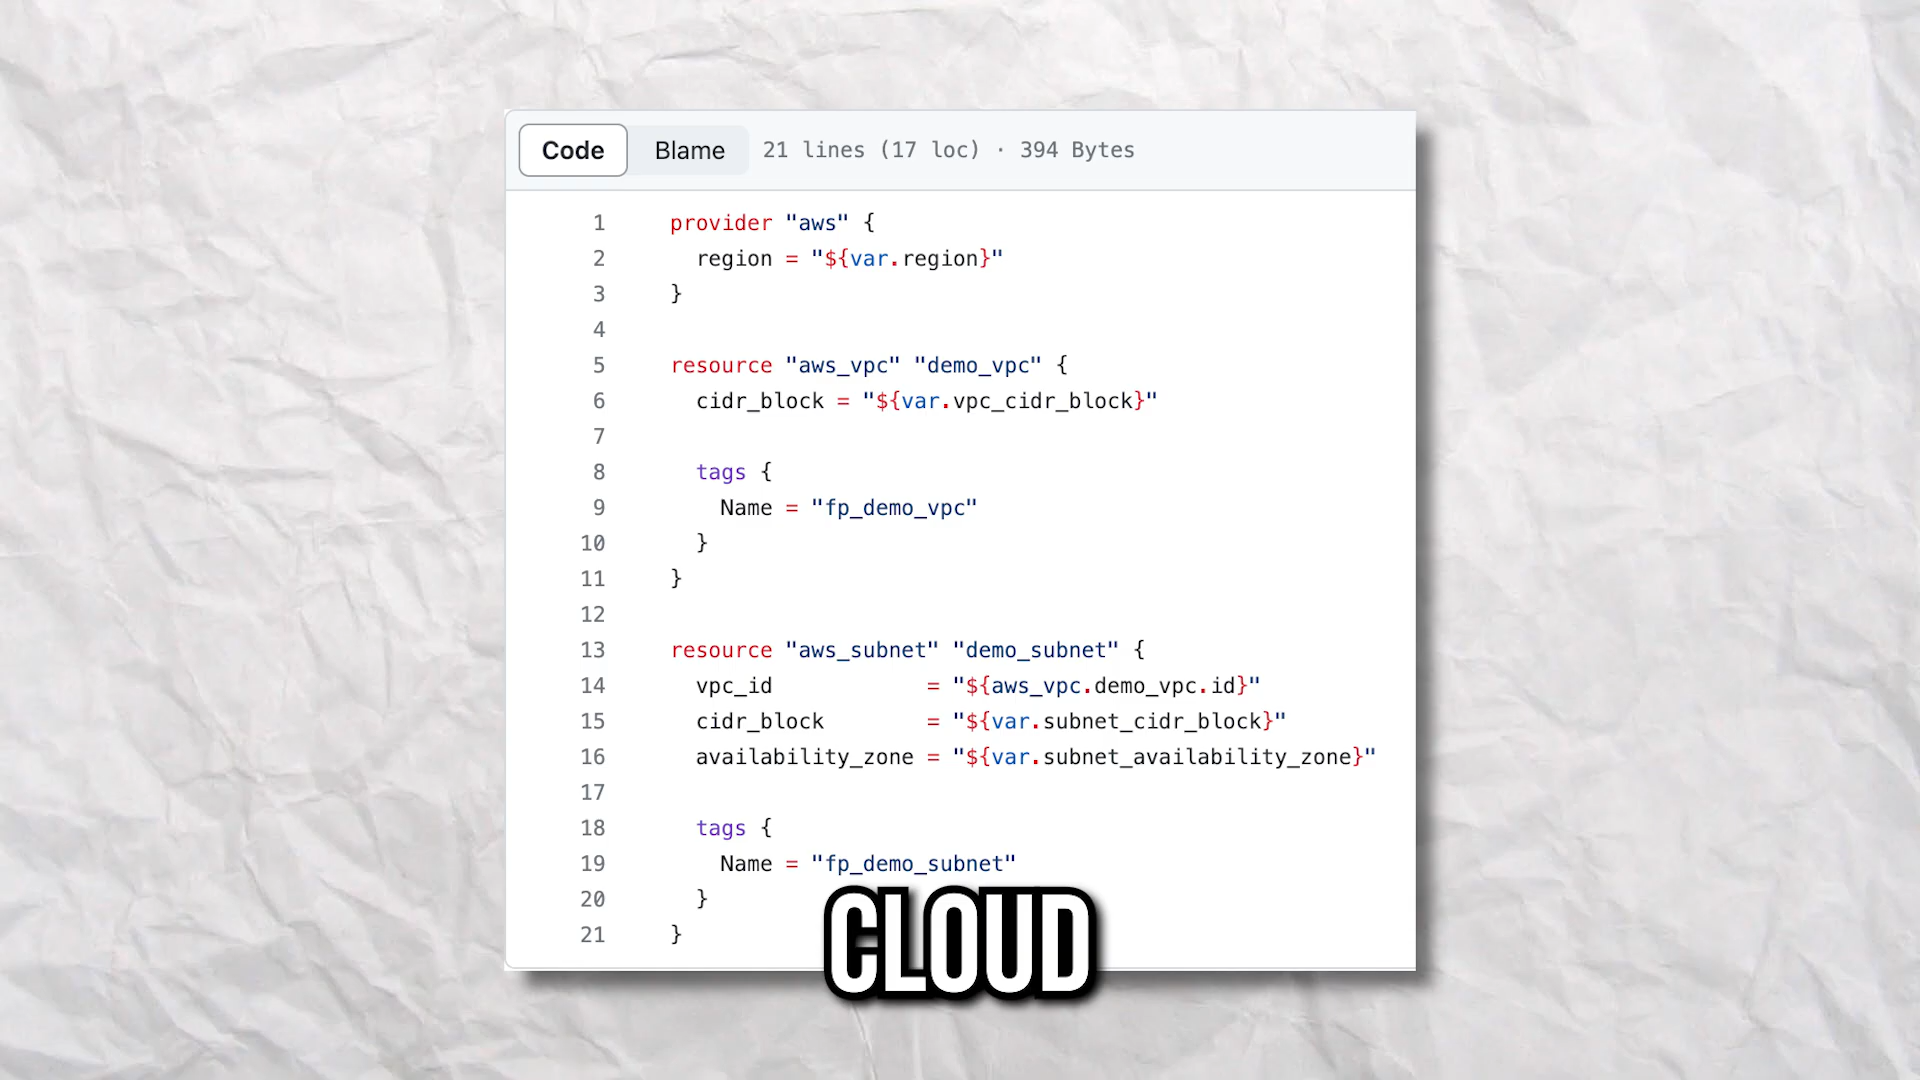 Code Blame 21 lines (17 loc) · 394 Bytes
1 provider "aws" {
2   region = "${var.region}"
3 }
4
5 resource "aws_vpc" "demo_vpc" {
6   cidr_block = "${var.vpc_cidr_block}"
7
8   tags {
9     Name = "fp_demo_vpc"
10   }
11 }
12
13 resource "aws_subnet" "demo_subnet" {
14   vpc_id            = "${aws_vpc.demo_vpc.id}"
15   cidr_block        = "${var.subnet_cidr_block}"
16   availability_zone = "${var.subnet_availability_zone}"
17
18   tags {
19     Name = "fp_demo_subnet"
20   }
21 }
CLOUD